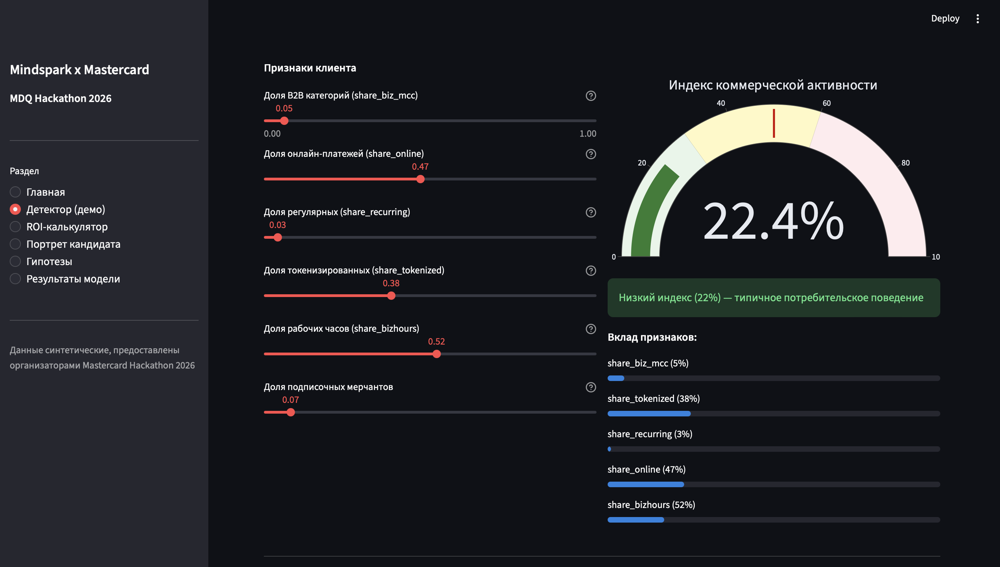 Deploy
Mindspark x Mastercard
MDQ Hackathon 2026
Раздел
Главная
Детектор (демо)
ROI-калькулятор
Портрет кандидата
Гипотезы
Результаты модели
Данные синтетические, предоставлены
организаторами Mastercard Hackathon 2026
Признаки клиента
Доля B2B категорий (share_biz_mcc)
0.05
0.00
1.00
Доля онлайн-платежей (share_online)
0.47
Доля регулярных (share_recurring)
0.03
Доля токенизированных (share_tokenized)
0.38
Доля рабочих часов (share_bizhours)
0.52
Доля подписочных мерчантов
0.07
Индекс коммерческой активности
0
20
40
60
80
10
22.4%
Низкий индекс (22%) — типичное потребительское поведение
Вклад признаков:
share_biz_mcc (5%)
share_tokenized (38%)
share_recurring (3%)
share_online (47%)
share_bizhours (52%)